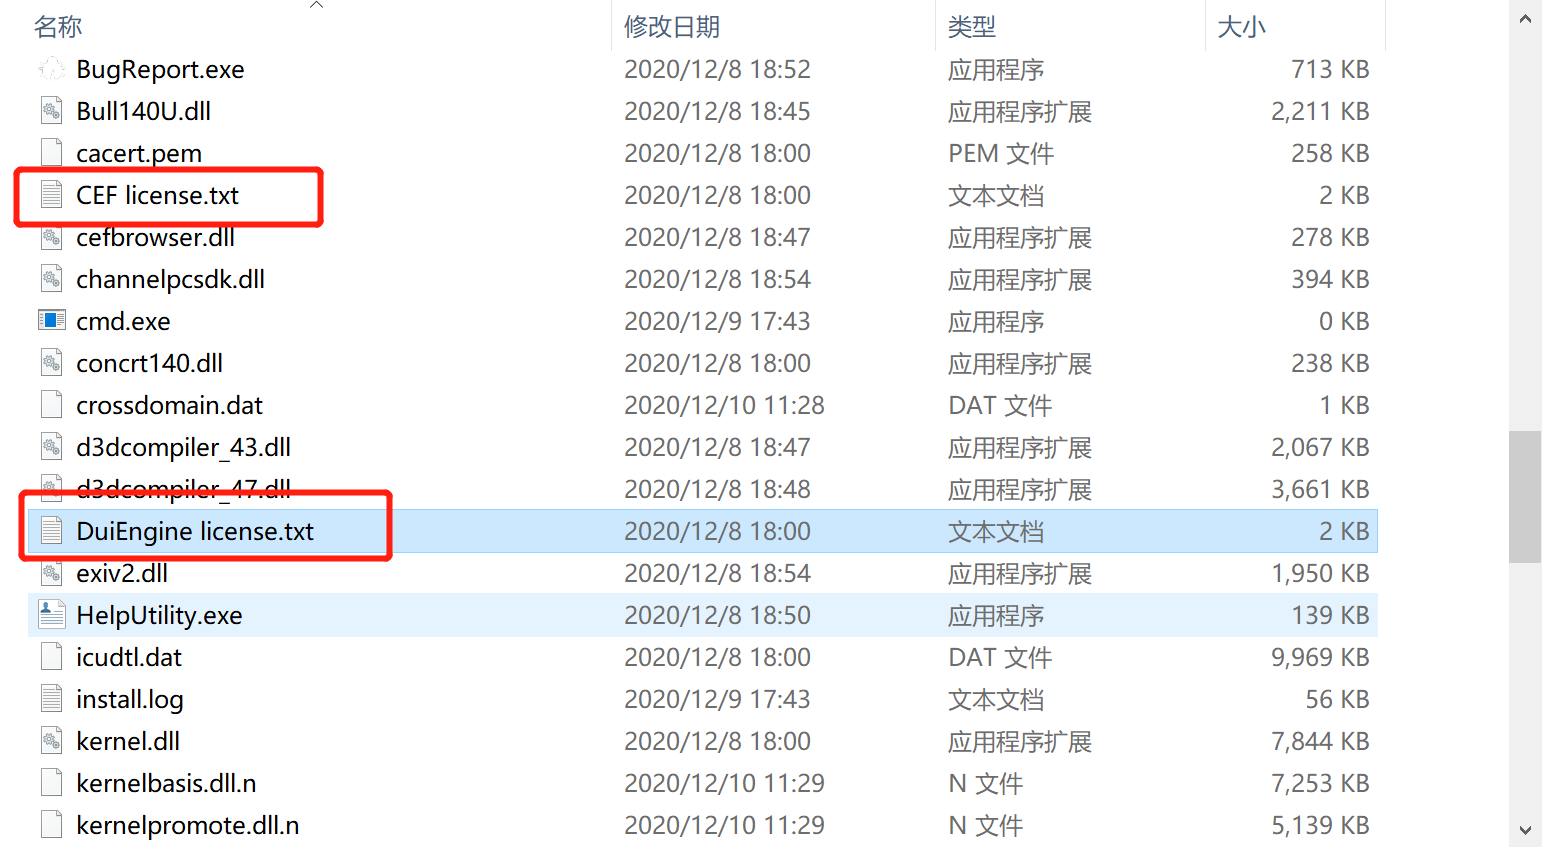 名称 修改日期 类型 大小
BugReport.exe 2020/12/8 18:52 应用程序 713 KB
Bull140U.dll 2020/12/8 18:45 应用程序扩展 2,211 KB
cacert.pem 2020/12/8 18:00 PEM 文件 258 KB
CEF license.txt 2020/12/8 18:00 文本文档 2 KB
cefbrowser.dll 2020/12/8 18:47 应用程序扩展 278 KB
channelpcsdk.dll 2020/12/8 18:54 应用程序扩展 394 KB
cmd.exe 2020/12/9 17:43 应用程序 0 KB
concrt140.dll 2020/12/8 18:00 应用程序扩展 238 KB
crossdomain.dat 2020/12/10 11:28 DAT 文件 1 KB
d3dcompiler_43.dll 2020/12/8 18:47 应用程序扩展 2,067 KB
d3dcompiler_47.dll 2020/12/8 18:48 应用程序扩展 3,661 KB
DuiEngine license.txt 2020/12/8 18:00 文本文档 2 KB
exiv2.dll 2020/12/8 18:54 应用程序扩展 1,950 KB
HelpUtility.exe 2020/12/8 18:50 应用程序 139 KB
icudtl.dat 2020/12/8 18:00 DAT 文件 9,969 KB
install.log 2020/12/9 17:43 文本文档 56 KB
kernel.dll 2020/12/8 18:00 应用程序扩展 7,844 KB
kernelbasis.dll.n 2020/12/10 11:29 N 文件 7,253 KB
kernelpromote.dll.n 2020/12/10 11:29 N 文件 5,139 KB